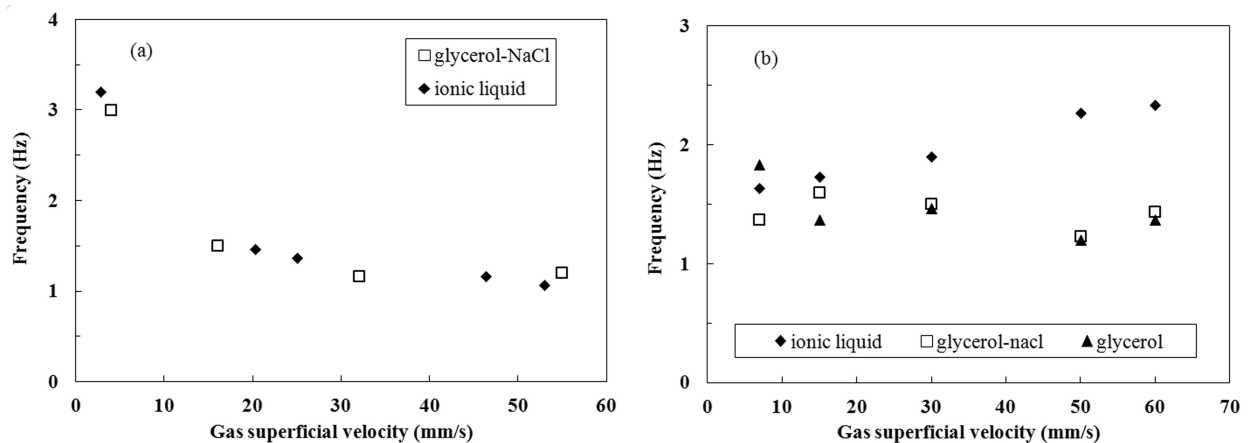 (a)
glycerol-NaCl
ionic liquid
4
3
2
1
0
Frequency (Hz)
0 10 20 30 40 50 60
Gas superficial velocity (mm/s)
(b)
3
2
1
0
Frequency (Hz)
ionic liquid glycerol-nacl glycerol
0 10 20 30 40 50 60 70
Gas superficial velocity (mm/s)